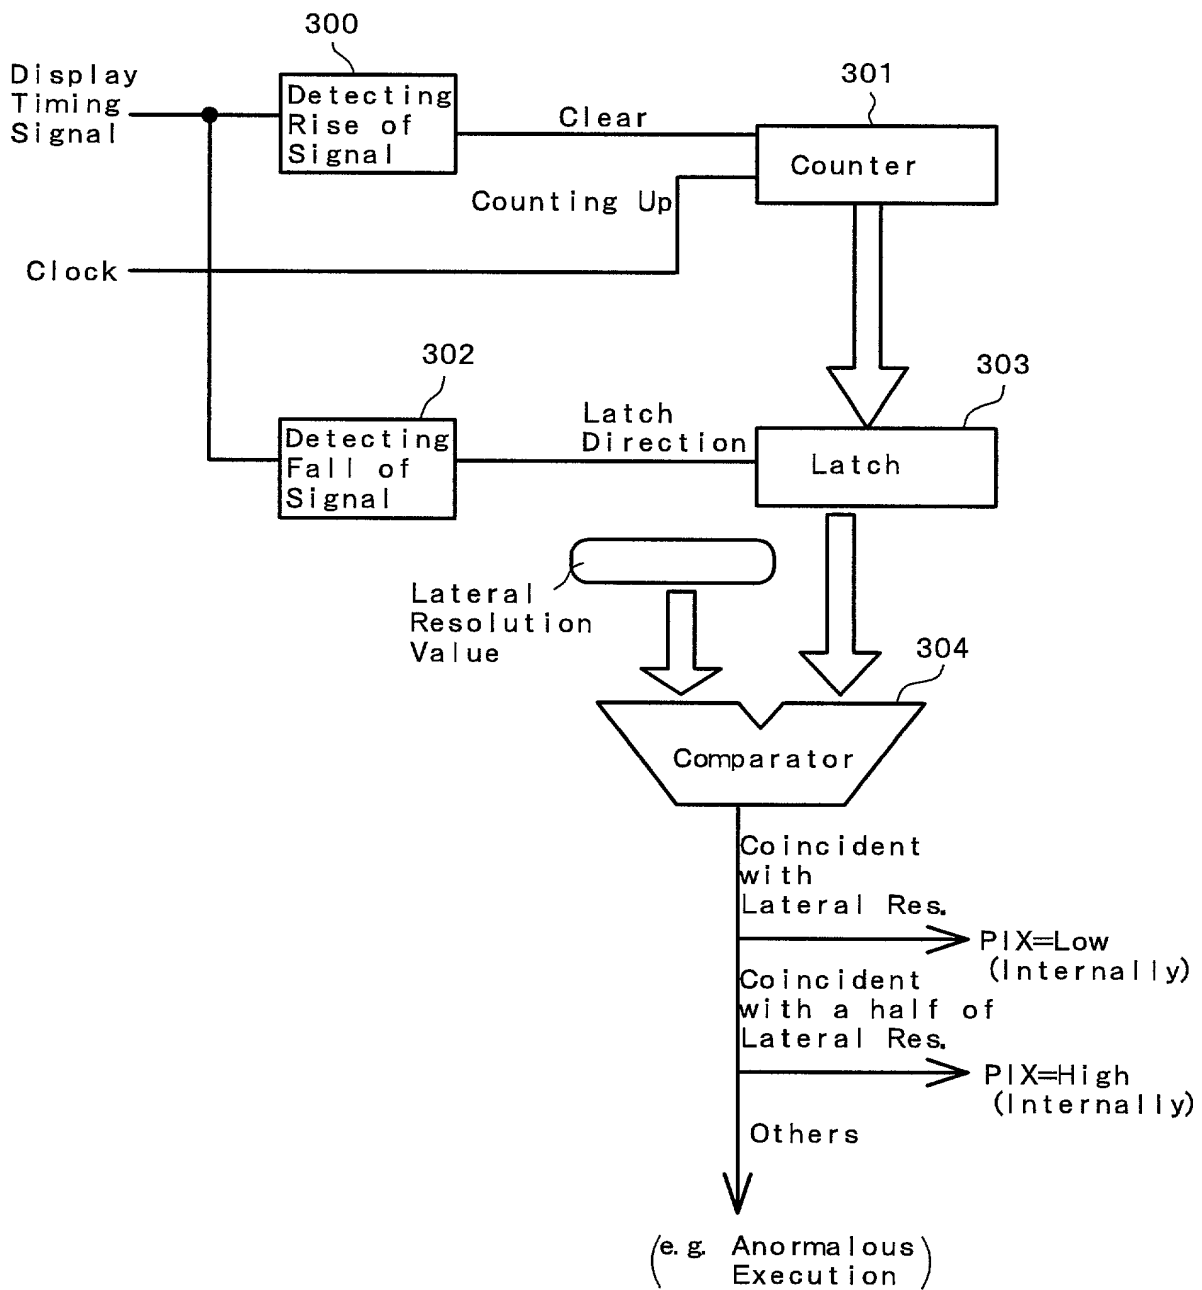 300
Display
Timing
Signal
Detecting
Rise of
Signal
Clear
301
Counter
Counting Up
Clock
302
303
Detecting
Fall of
Signal
Latch
Direction
Latch
Lateral
Resolution
Value
304
Comparator
Coincident
with
Lateral Res.
PIX=Low
(Internally)
Coincident
with a half of
Lateral Res.
PIX=High
(Internally)
Others
(e.g. Anormalous
Execution)